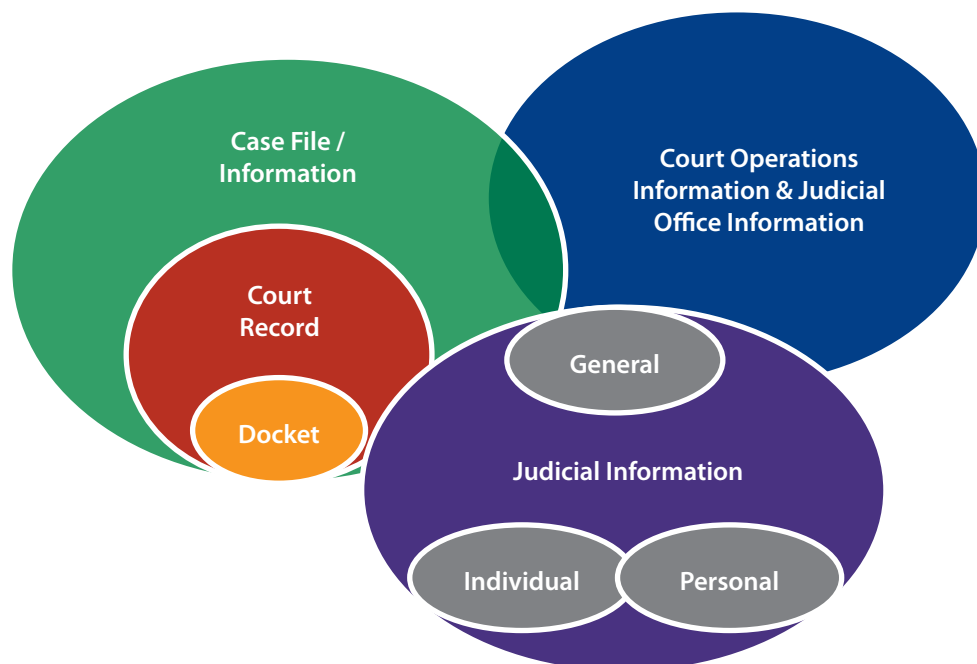 Case File /
Information
Court Operations
Information & Judicial
Office Information
Court
Record
General
Docket
Judicial Information
Individual
Personal